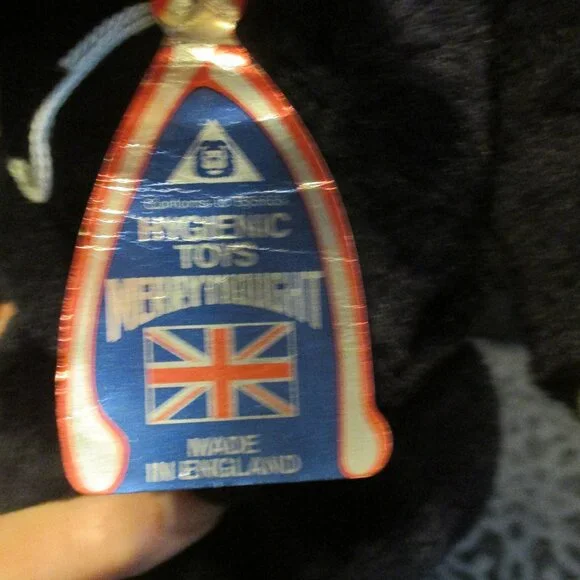 HYGIENIC
TOYS
MERRYTHOUGHT
MADE
IN ENGLAND